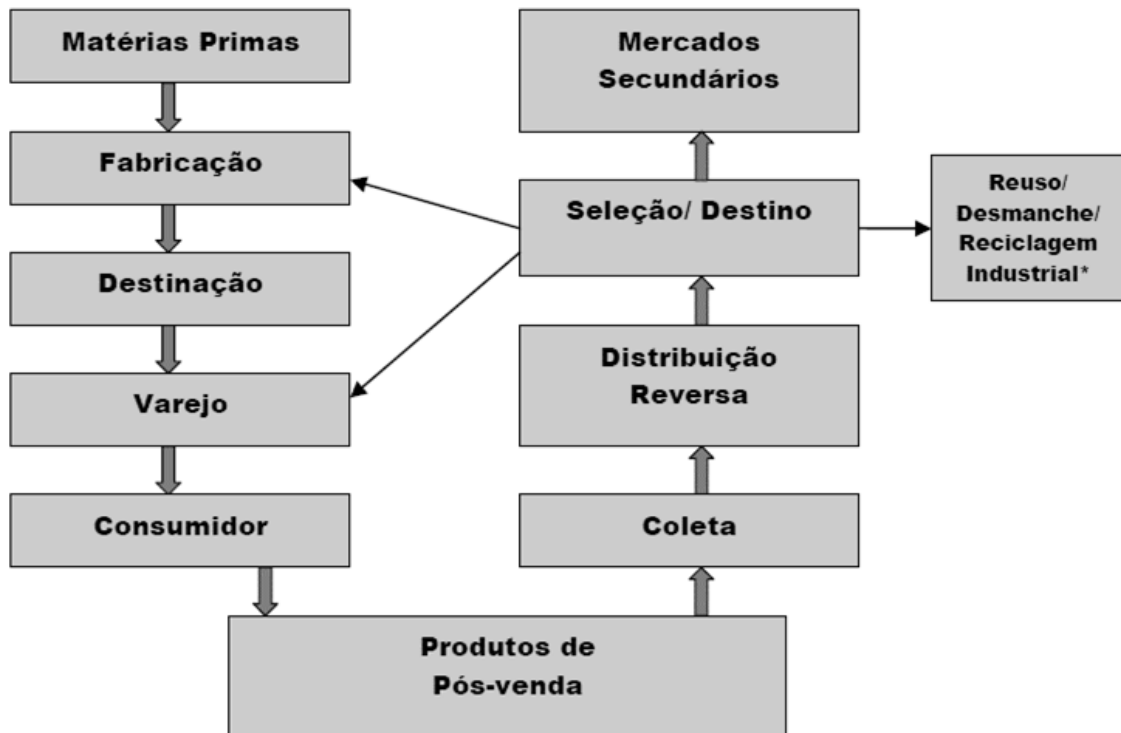 Matérias Primas
Fabricação
Destinação
Varejo
Consumidor
Produtos de
Pós-venda
Coleta
Distribuição
Reversa
Seleção/ Destino
Mercados
Secundários
Reuso/
Desmanche/
Reciclagem
Industrial*